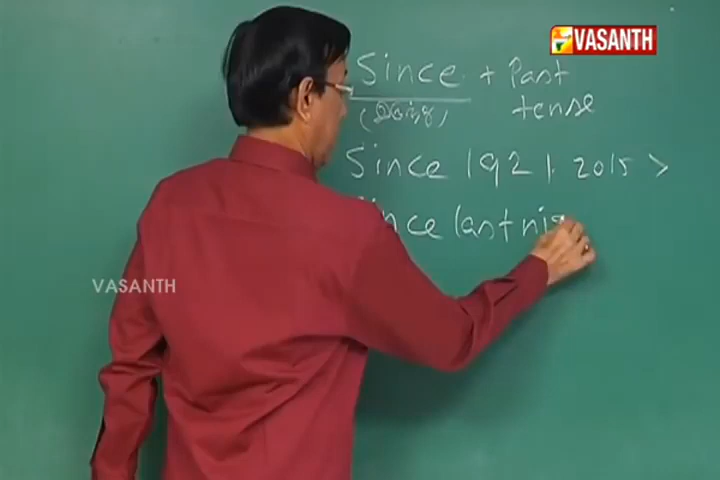 VASANTH
Since + Past
tense
Since 1921. 2015 >
Since last nig
VASANTH